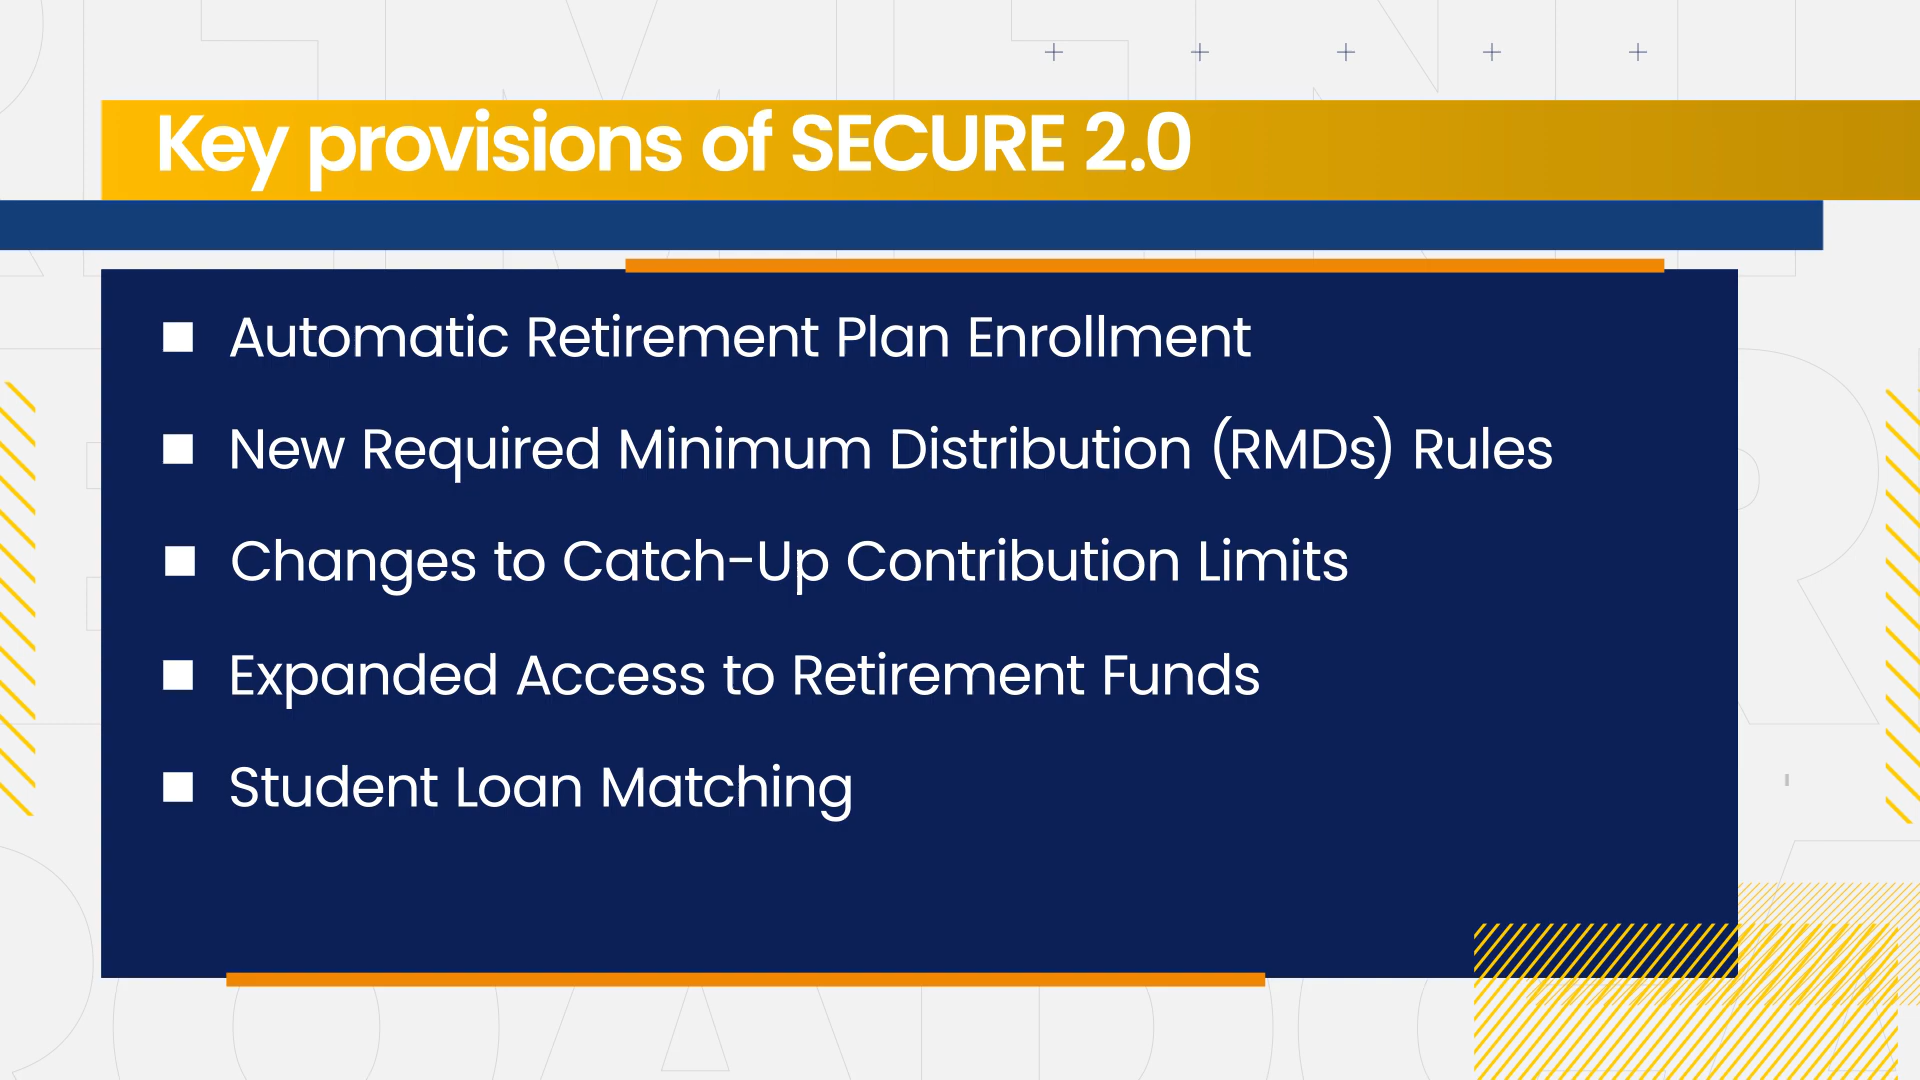 Key provisions of SECURE 2.0
Automatic Retirement Plan Enrollment
New Required Minimum Distribution (RMDs) Rules
Changes to Catch-Up Contribution Limits
Expanded Access to Retirement Funds
Student Loan Matching